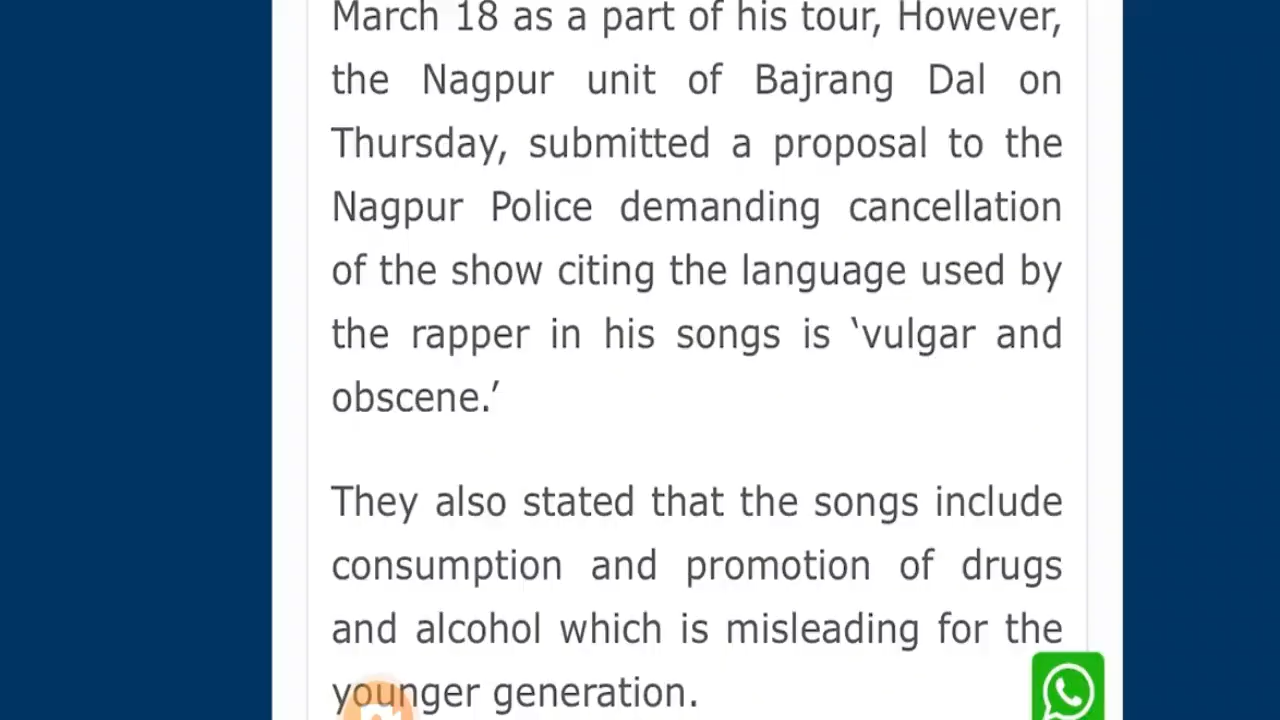 March 18 as a part of his tour, However,
the Nagpur unit of Bajrang Dal on
Thursday, submitted a proposal to the
Nagpur Police demanding cancellation
of the show citing the language used by
the rapper in his songs is ‘vulgar and
obscene.’
They also stated that the songs include
consumption and promotion of drugs
and alcohol which is misleading for the
younger generation.